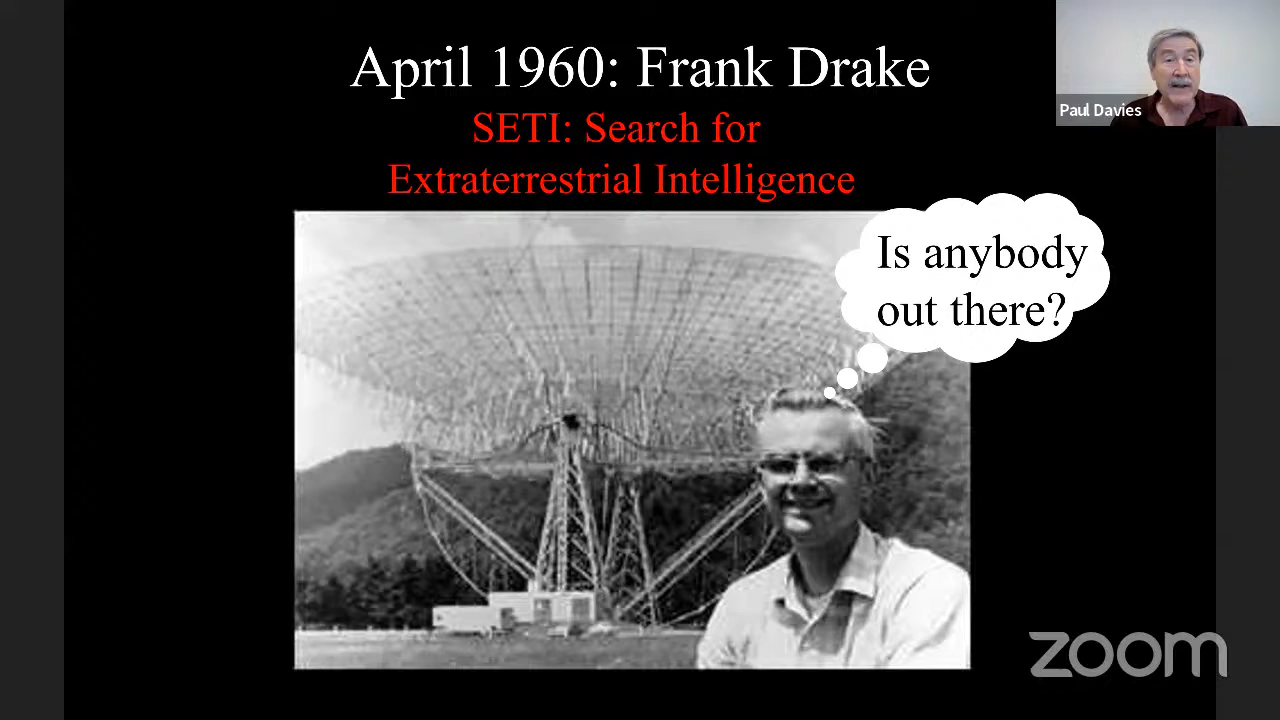 April 1960: Frank Drake
SETI: Search for
Extraterrestrial Intelligence
Paul Davies
Is anybody
out there?
zoom